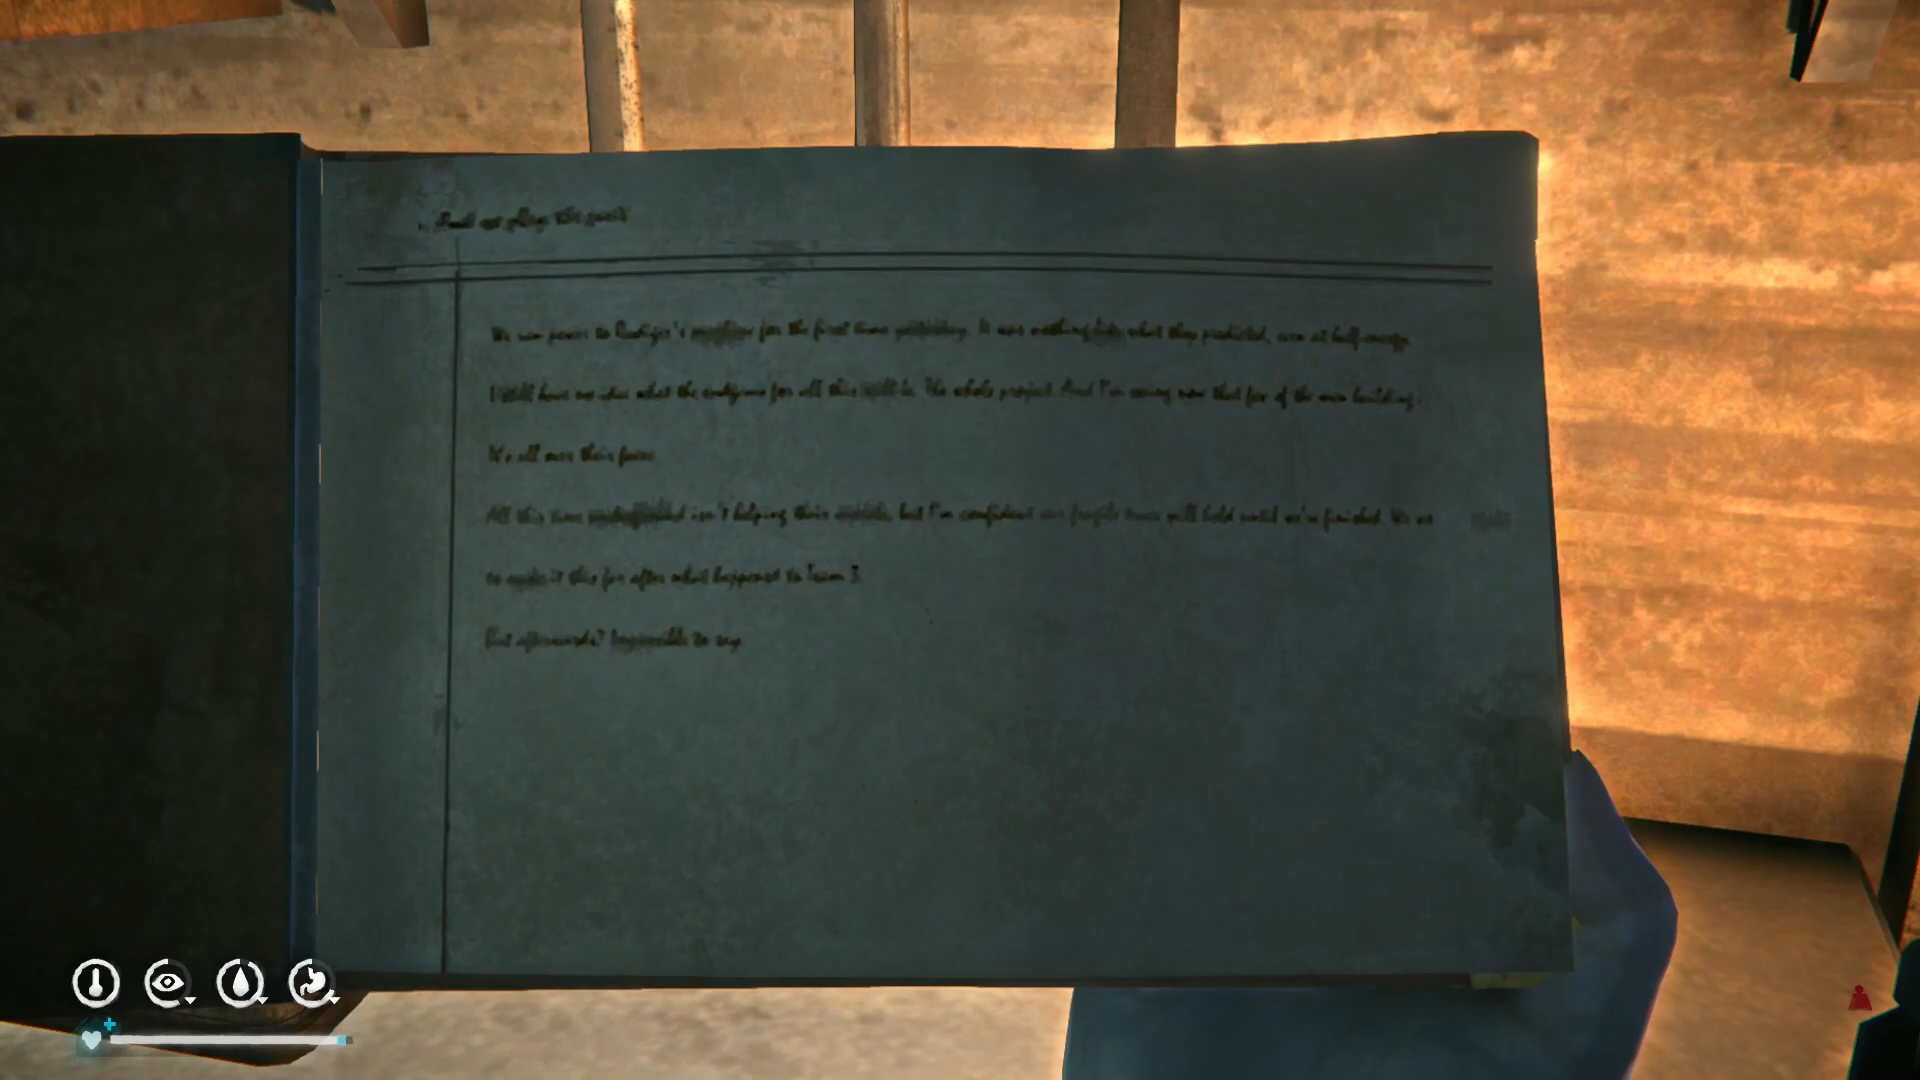 We ran power to Rudiger's machine for the first time yesterday. It was nothing like what they predicted, even at half-energy.
I still have no idea what the endgame for all this will be. The whole project. And I'm seeing now that few of the men building
It's all over their faces
All this time underground isn't helping their morale, but I'm confident our fragile truce will hold until we're finished. We
to make it this far after what happened to Team 3.
But afterwards? Impossible to say